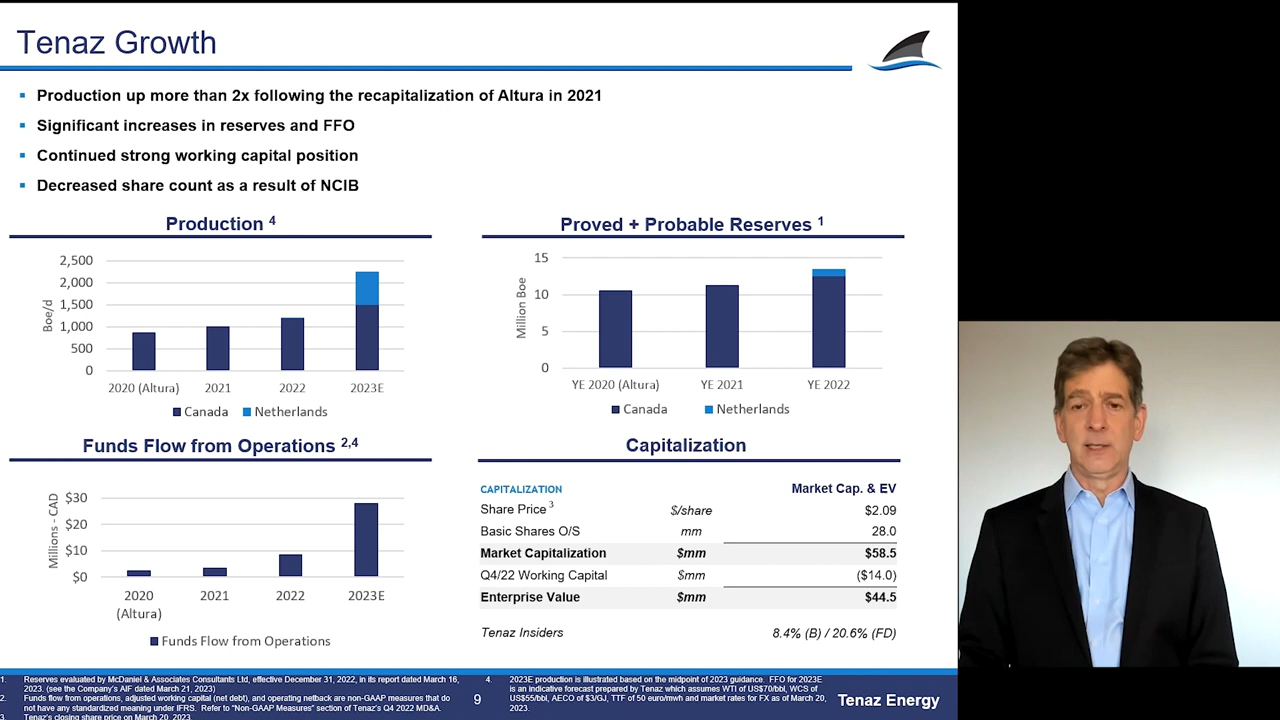 Tenaz Growth
▪ Production up more than 2x following the recapitalization of Altura in 2021
▪ Significant increases in reserves and FFO
▪ Continued strong working capital position
▪ Decreased share count as a result of NCIB
Production 4
2,500
2,000
1,500
1,000
500
0
Boe/d
2020 (Altura) 2021 2022 2023E
Canada Netherlands
Proved + Probable Reserves 1
15
10
5
0
Million Boe
YE 2020 (Altura) YE 2021 YE 2022
Canada Netherlands
Funds Flow from Operations 2,4
$30
$20
$10
$0
Millions - CAD
2020 2021 2022 2023E
(Altura)
Funds Flow from Operations
Capitalization
CAPITALIZATION Market Cap. & EV
Share Price 3 $/share $2.09
Basic Shares O/S mm 28.0
Market Capitalization $mm $58.5
Q4/22 Working Capital $mm ($14.0)
Enterprise Value $mm $44.5
Tenaz Insiders 8.4% (B) / 20.6% (FD)
1. Reserves evaluated by McDaniel & Associates Consultants Ltd, effective December 31, 2022, in its report dated March 16,
2023. (see the Company's AIF dated March 21, 2023)
2. Funds flow from operations, adjusted working capital (net debt), and operating netback are non-GAAP measures that do
not have any standardized meaning under IFRS. Refer to "Non-GAAP Measures" section of Tenaz's Q4 2022 MD&A.
3. Tenaz's closing share price on March 20, 2023.
9
4. 2023E production is illustrated based on the midpoint of 2023 guidance. FFO for 2023E
is an indicative forecast prepared by Tenaz which assumes WTI of US$70/bbl, WCS of
US$55/bbl, AECO of $3/GJ, TTF of 50 euro/mwh and market rates for FX as of March 20,
2023.
Tenaz Energy